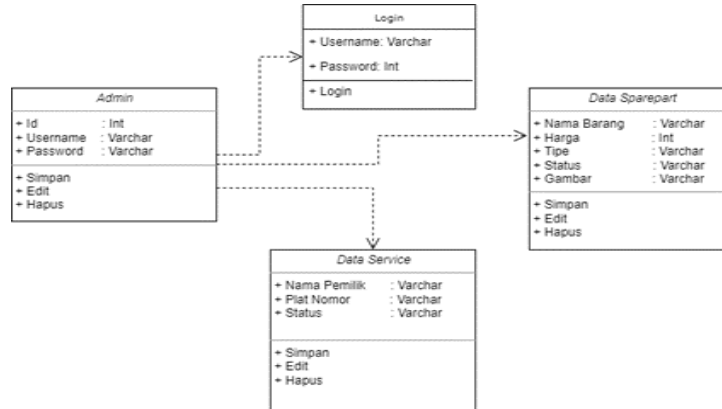 Login
+ Username: Varchar
+ Password: Int
+ Login
Admin
+ Id : Int
+ Username : Varchar
+ Password : Varchar
+ Simpan
+ Edit
+ Hapus
Data Sparepart
+ Nama Barang : Varchar
+ Harga : Int
+ Tipe : Varchar
+ Status : Varchar
+ Gambar : Varchar
+ Simpan
+ Edit
+ Hapus
Data Service
+ Nama Pemilik : Varchar
+ Plat Nomor : Varchar
+ Status : Varchar
+ Simpan
+ Edit
+ Hapus